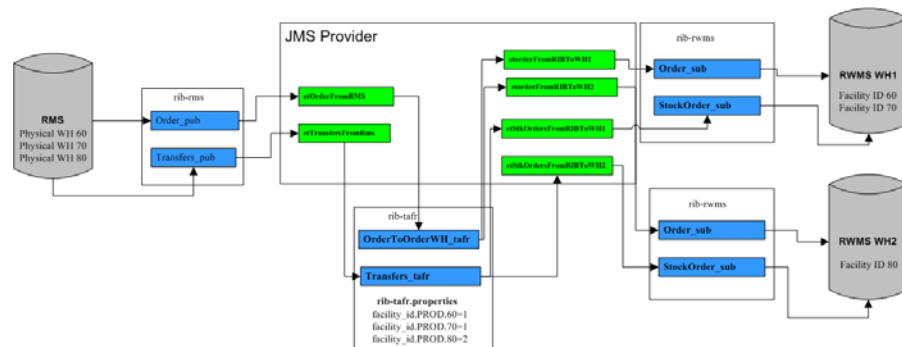 JMS Provider
RMS
Physical WH 60
Physical WH 70
Physical WH 80
rib-rms
Order_pub
Transfers_pub
etOrderFromRMS
etTransfersFromRms
etorderFromRIBToWH1
etorderFromRIBToWH2
etStkOrdersFromRIBToWH1
etStkOrdersFromRIBToWH2
rib-tafr
OrderToOrderWH_tafr
Transfers_tafr
rib-tafr.properties
facility_id.PROD.60=1
facility_id.PROD.70=1
facility_id.PROD.80=2
rib-rwms
Order_sub
StockOrder_sub
RWMS WH1
Facility ID 60
Facility ID 70
rib-rwms
Order_sub
StockOrder_sub
RWMS WH2
Facility ID 80